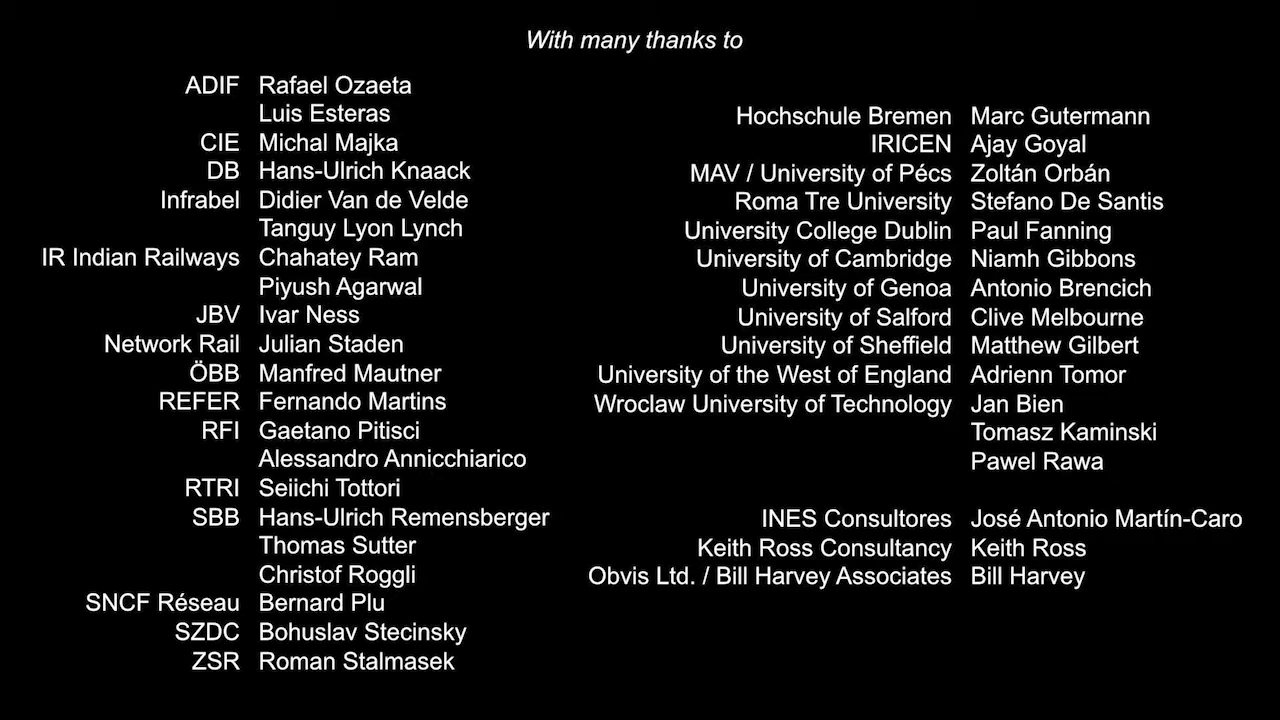 With many thanks to
ADIF Rafael Ozaeta
Luis Esteras
CIE Michal Majka
DB Hans-Ulrich Knaack
Infrabel Didier Van de Velde
Tanguy Lyon Lynch
IR Indian Railways Chahatey Ram
Piyush Agarwal
JBV Ivar Ness
Network Rail Julian Staden
ÖBB Manfred Mautner
REFER Fernando Martins
RFI Gaetano Pitisci
Alessandro Annicchiarico
RTRI Seiichi Tottori
SBB Hans-Ulrich Remensberger
Thomas Sutter
Christof Roggli
SNCF Réseau Bernard Plu
SZDC Bohuslav Stecinsky
ZSR Roman Stalmasek
Hochschule Bremen Marc Gutermann
IRICEN Ajay Goyal
MAV / University of Pécs Zoltán Orbán
Roma Tre University Stefano De Santis
University College Dublin Paul Fanning
University of Cambridge Niamh Gibbons
University of Genoa Antonio Brencich
University of Salford Clive Melbourne
University of Sheffield Matthew Gilbert
University of the West of England Adrienn Tomor
Wroclaw University of Technology Jan Bien
Tomasz Kaminski
Pawel Rawa
INES Consultores José Antonio Martín-Caro
Keith Ross Consultancy Keith Ross
Obvis Ltd. / Bill Harvey Associates Bill Harvey